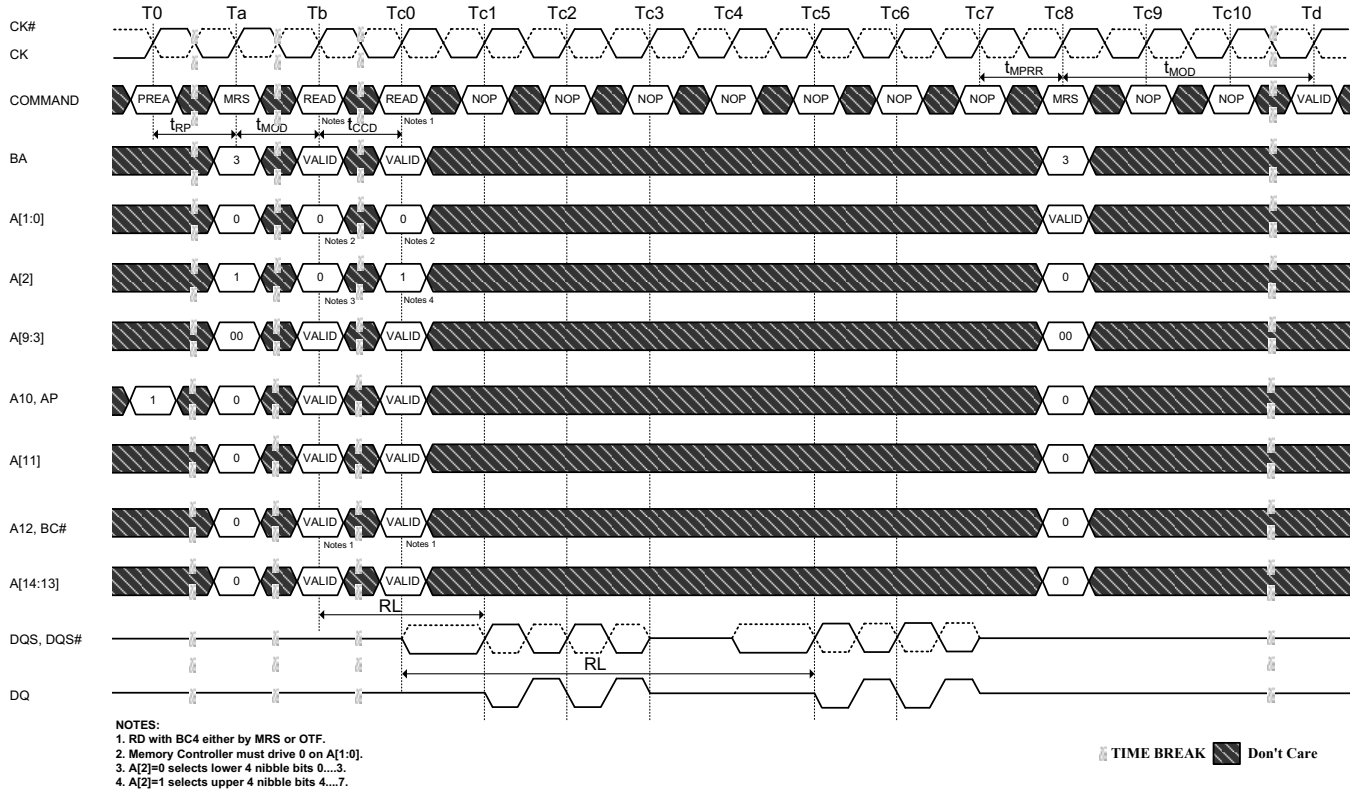 T0 Ta Tb Tc0 Tc1 Tc2 Tc3 Tc4 Tc5 Tc6 Tc7 Tc8 Tc9 Tc10 Td
CK#
CK
tMPRR tMOD
COMMAND PREA MRS READ READ NOP NOP NOP NOP NOP NOP NOP MRS NOP NOP VALID
Notes 1 Notes 1
tRP tMOD tCCD
BA 3 VALID VALID 3
A[1:0] 0 0 0 VALID
Notes 2 Notes 2
A[2] 1 0 1 0
Notes 3 Notes 4
A[9:3] 00 VALID VALID 00
A10, AP 1 0 VALID VALID 0
A[11] 0 VALID VALID 0
A12, BC# 0 VALID VALID 0
Notes 1 Notes 1
A[14:13] 0 VALID VALID 0
RL
DQS, DQS#
RL
DQ
NOTES:
1. RD with BC4 either by MRS or OTF.
2. Memory Controller must drive 0 on A[1:0].
3. A[2]=0 selects lower 4 nibble bits 0....3.
4. A[2]=1 selects upper 4 nibble bits 4....7.
TIME BREAK Don't Care